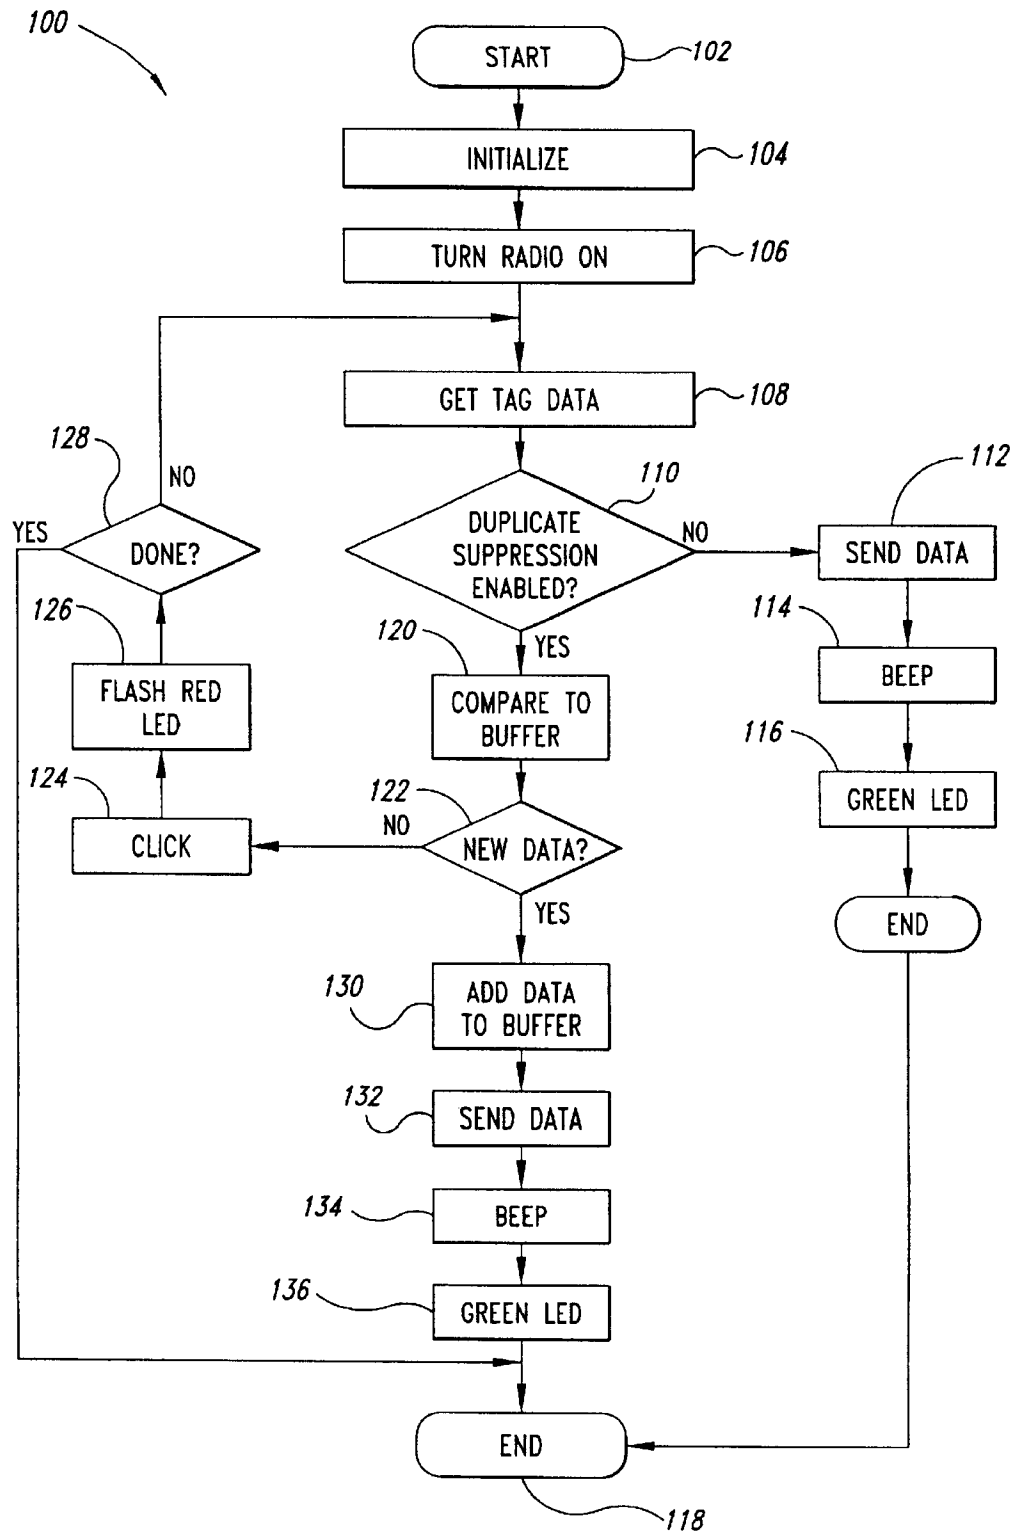 100
START
102
INITIALIZE
104
TURN RADIO ON
106
GET TAG DATA
108
128
NO
YES
DONE?
110
DUPLICATE
SUPPRESSION
ENABLED?
NO
112
SEND DATA
126
FLASH RED
LED
120
YES
COMPARE TO
BUFFER
114
BEEP
116
GREEN LED
124
CLICK
122
NO
NEW DATA?
YES
END
130
ADD DATA
TO BUFFER
132
SEND DATA
134
BEEP
136
GREEN LED
END
118